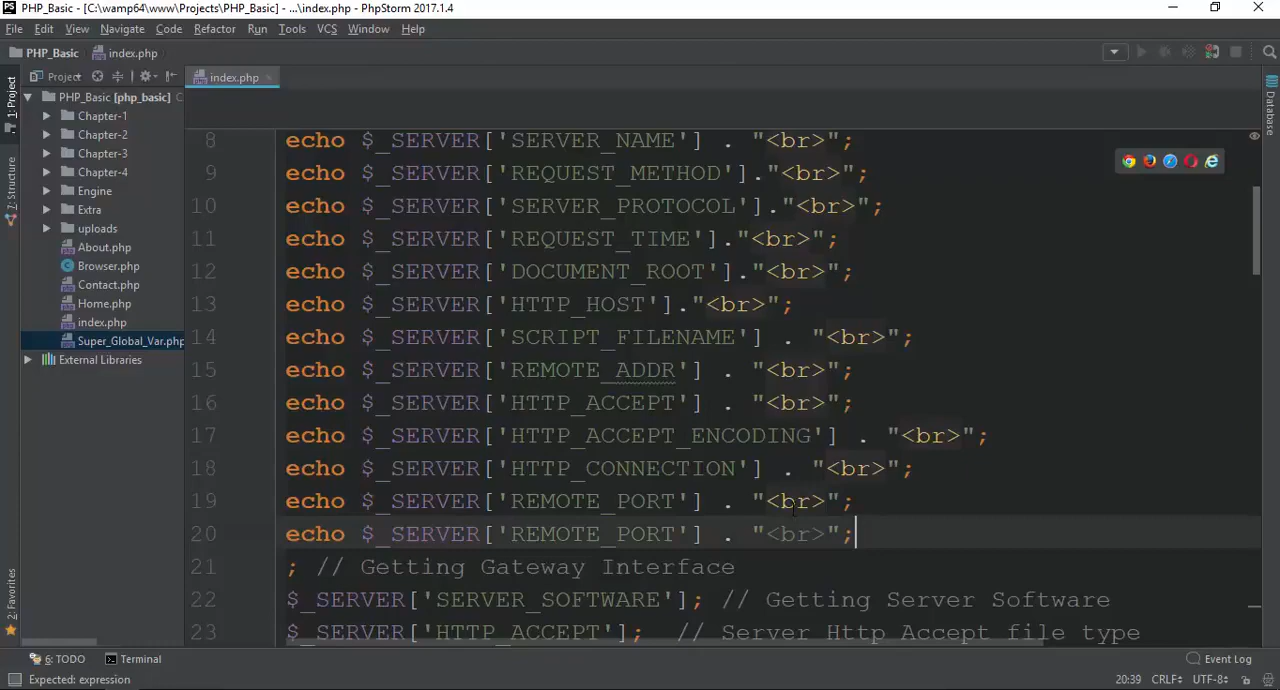 PHP_Basic - [C:\wamp64\www\Projects\PHP_Basic] - ...\index.php - PhpStorm 2017.1.4
File Edit View Navigate Code Refactor Run Tools VCS Window Help
PHP_Basic index.php
1: Project
7: Structure
2: Favorites
Project
PHP_Basic [php_basic] C
Chapter-1
Chapter-2
Chapter-3
Chapter-4
Engine
Extra
uploads
About.php
Browser.php
Contact.php
Home.php
index.php
Super_Global_Var.php
External Libraries
index.php
8 echo $_SERVER['SERVER_NAME'] . "<br>";
9 echo $_SERVER['REQUEST_METHOD']."<br>";
10 echo $_SERVER['SERVER_PROTOCOL']."<br>";
11 echo $_SERVER['REQUEST_TIME']."<br>";
12 echo $_SERVER['DOCUMENT_ROOT']."<br>";
13 echo $_SERVER['HTTP_HOST']."<br>";
14 echo $_SERVER['SCRIPT_FILENAME'] . "<br>";
15 echo $_SERVER['REMOTE_ADDR'] . "<br>";
16 echo $_SERVER['HTTP_ACCEPT'] . "<br>";
17 echo $_SERVER['HTTP_ACCEPT_ENCODING'] . "<br>";
18 echo $_SERVER['HTTP_CONNECTION'] . "<br>";
19 echo $_SERVER['REMOTE_PORT'] . "<br>";
20 echo $_SERVER['REMOTE_PORT'] . "<br>";
21 ; // Getting Gateway Interface
22 $_SERVER['SERVER_SOFTWARE']; // Getting Server Software
23 $_SERVER['HTTP_ACCEPT']; // Server Http Accept file type
Database
6: TODO Terminal Event Log
Expected: expression 20:39 CRLF UTF-8